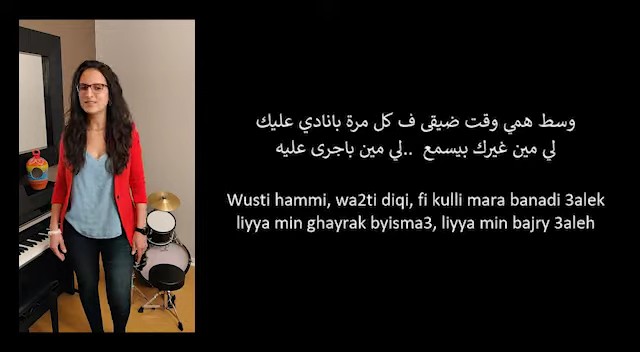 وسط همي وقت ضيقى ف كل مرة بانادي عليك
لي مين غيرك بيسمع ..لي مين باجرى عليه
Wusti hammi, wa2ti diqi, fi kulli mara banadi 3alek
liyya min ghayrak byisma3, liyya min bajry 3aleh